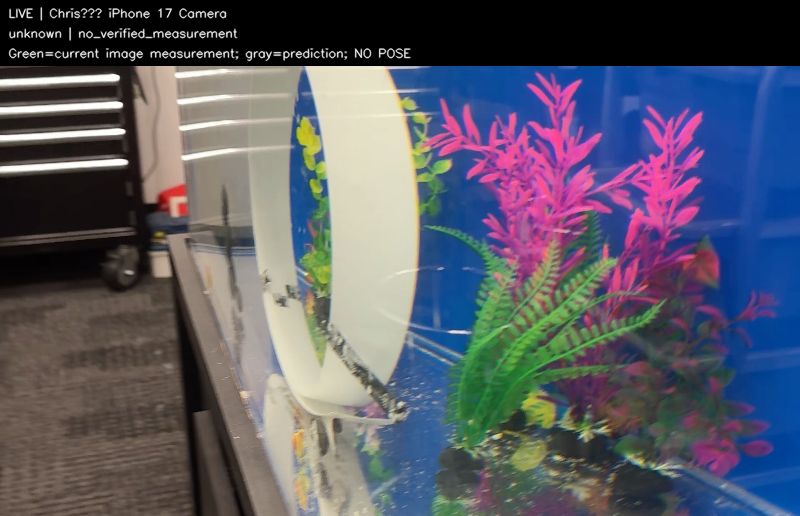 LIVE | Chris??? iPhone 17 Camera
unknown | no_verified_measurement
Green=current image measurement; gray=prediction; NO POSE